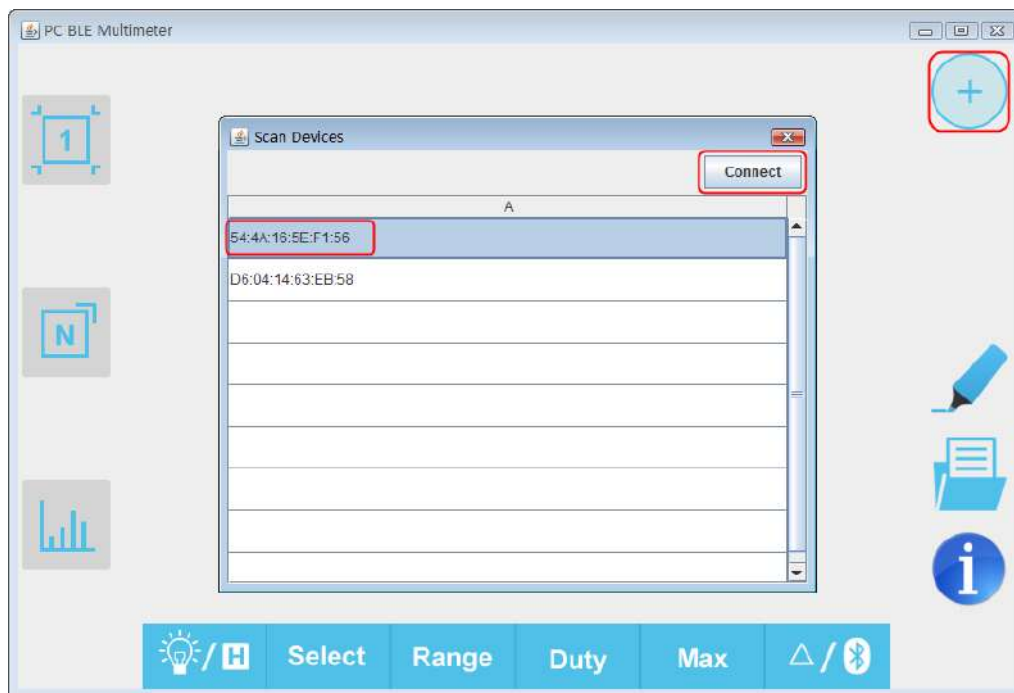 PC BLE Multimeter
+
1
Scan Devices
Connect
A
54:4A:16:5E:F1:56
D6:04:14:63:EB:58
N
i
/ H Select Range Duty Max △ /